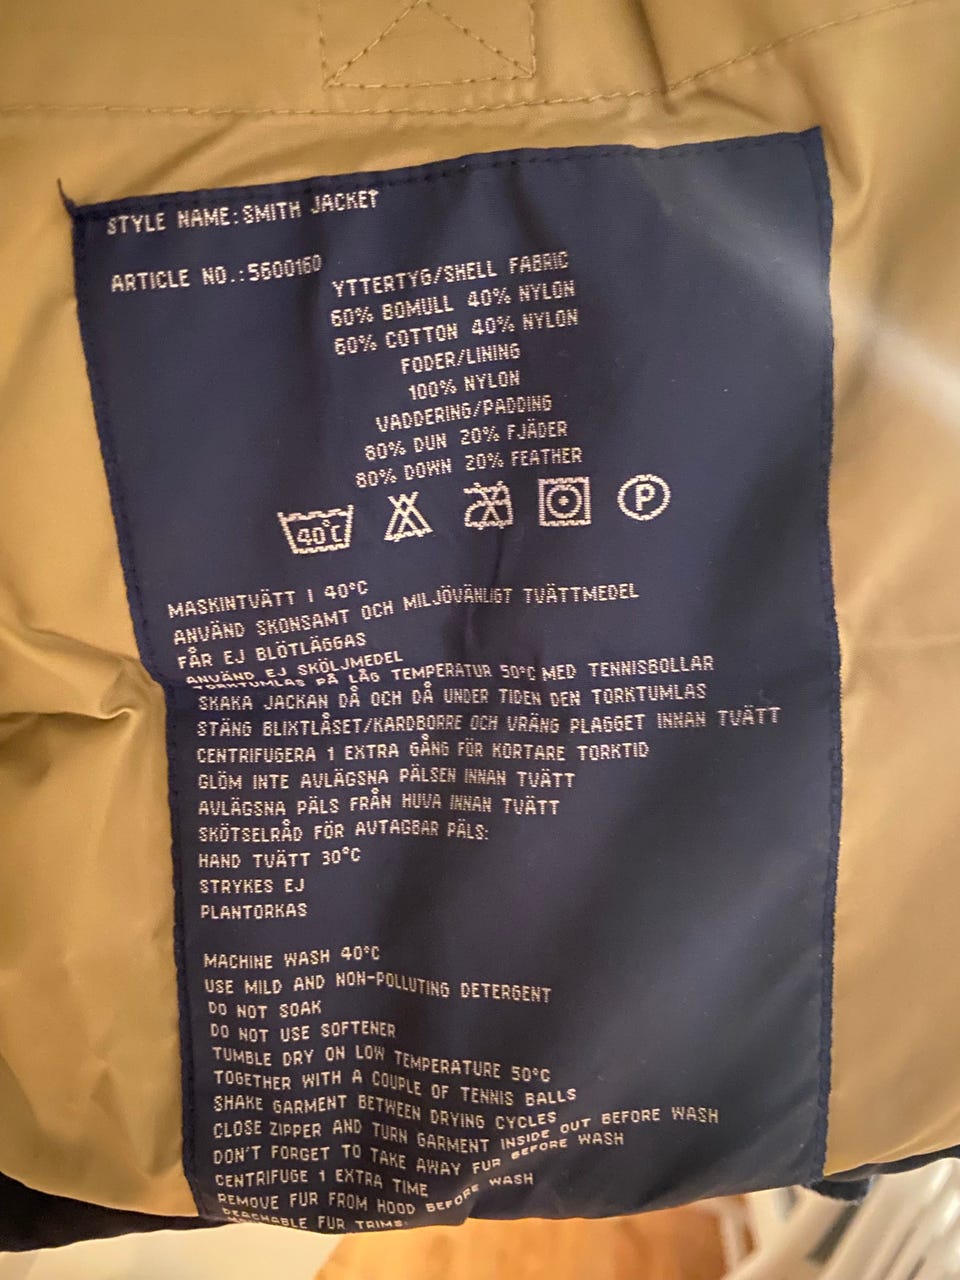 STYLE NAME:SMITH JACKET
ARTICLE NO.:5600160
YTTERTYG/SHELL FABRIC
60% BOMULL 40% NYLON
60% COTTON 40% NYLON
FODER/LINING
100% NYLON
VADDERING/PADDING
80% DUN 20% FJÄDER
80% DOWN 20% FEATHER
40°C P
MASKINTVÄTT I 40°C
ANVÄND SKONSAMT OCH MILJÖVÄNLIGT TVÄTTMEDEL
FÅR EJ BLÖTLÄGGAS
ANVÄND EJ SKÖLJMEDEL
TORKTUMLAS PÅ LÅG TEMPERATUR 50°C MED TENNISBOLLAR
SKAKA JACKAN DÅ OCH DÅ UNDER TIDEN DEN TORKTUMLAS
STÄNG BLIXTLÅSET/KARDBORRE OCH VRÄNG PLAGGET INNAN TVÄTT
CENTRIFUGERA 1 EXTRA GÅNG FÖR KORTARE TORKTID
GLÖM INTE AVLÄGSNA PÄLSEN INNAN TVÄTT
AVLÄGSNA PÄLS FRÅN HUVA INNAN TVÄTT
SKÖTSELRÅD FÖR AVTAGBAR PÄLS:
HAND TVÄTT 30°C
STRYKES EJ
PLANTORKAS
MACHINE WASH 40°C
USE MILD AND NON-POLLUTING DETERGENT
DO NOT SOAK
DO NOT USE SOFTENER
TUMBLE DRY ON LOW TEMPERATURE 50°C
TOGETHER WITH A COUPLE OF TENNIS BALLS
SHAKE GARMENT BETWEEN DRYING CYCLES
CLOSE ZIPPER AND TURN GARMENT INSIDE OUT BEFORE WASH
DON'T FORGET TO TAKE AWAY FUR BEFORE WASH
CENTRIFUGE 1 EXTRA TIME
REMOVE FUR FROM HOOD BEFORE WASH
FUR TRIMS: